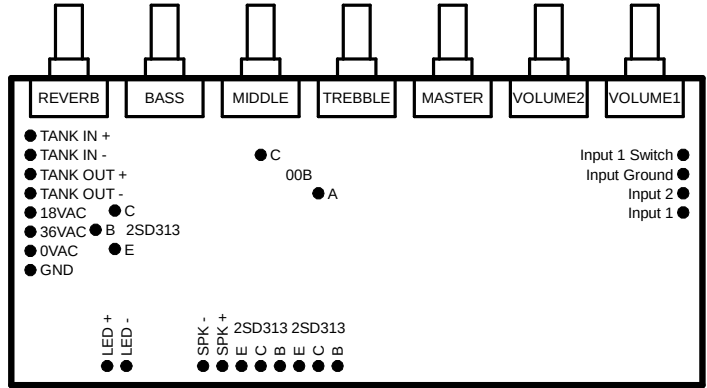 REVERB BASS MIDDLE TREBBLE MASTER VOLUME2 VOLUME1
TANK IN +
TANK IN -
TANK OUT +
TANK OUT -
18VAC
36VAC
0VAC
GND
C
B 2SD313
E
C
00B
A
Input 1 Switch
Input Ground
Input 2
Input 1
LED +
LED -
SPK -
SPK +
2SD313 2SD313
E C B E C B